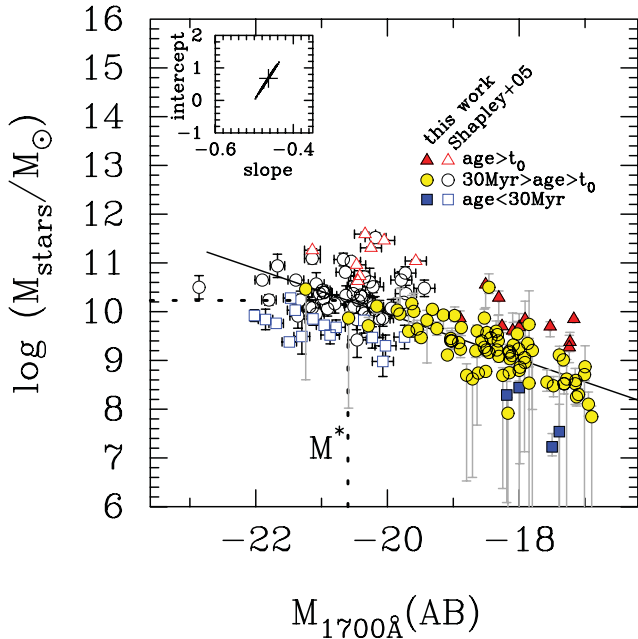 16
15
14
13
12
11
10
9
8
7
6
log (M_stars/M_⊙)
2
1
0
−1
intercept
−0.6 −0.4
slope
this work
Shapley+05
age>t₀
30Myr>age>t₀
age<30Myr
M*
−22 −20 −18
M_1700Å(AB)